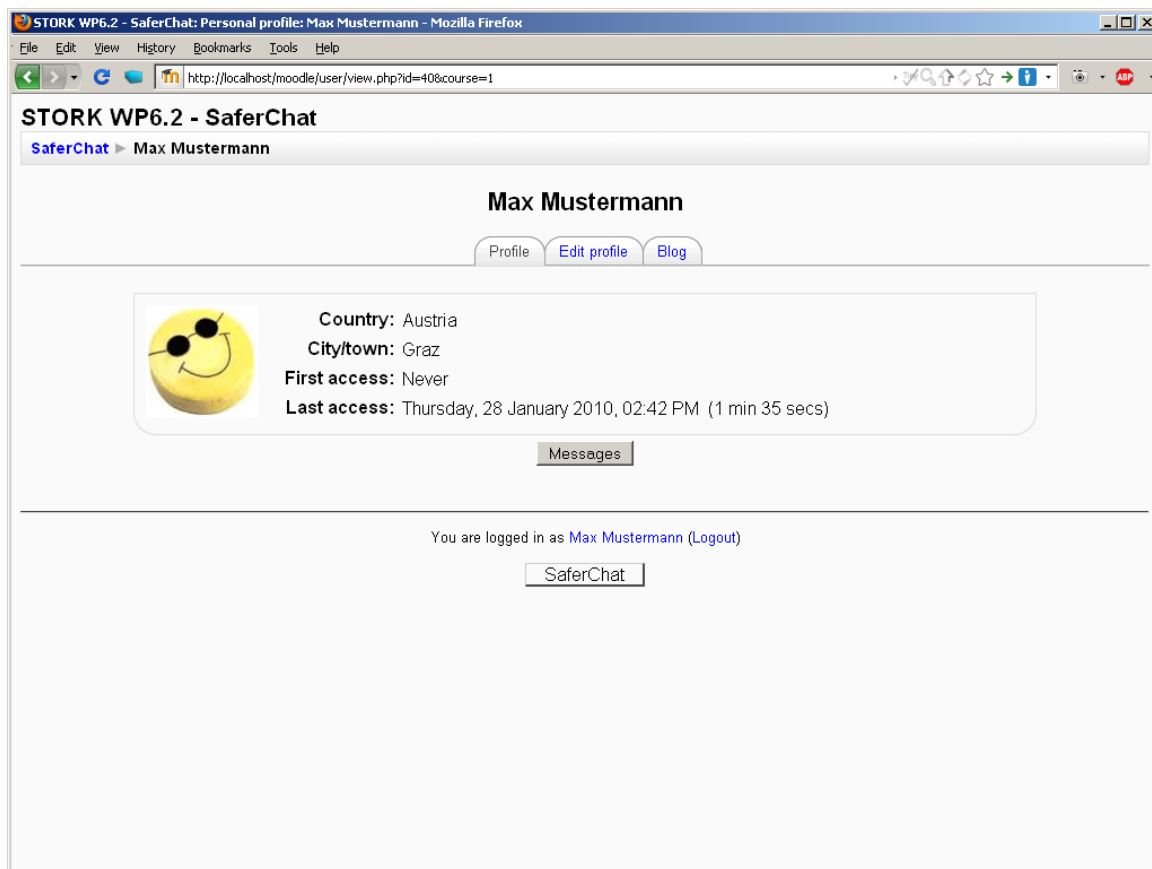 STORK WP6.2 - SaferChat: Personal profile: Max Mustermann - Mozilla Firefox
File Edit View History Bookmarks Tools Help
http://localhost/moodle/user/view.php?id=40&course=1
ABP
STORK WP6.2 - SaferChat
SaferChat ► Max Mustermann
Max Mustermann
Profile Edit profile Blog
Country: Austria
City/town: Graz
First access: Never
Last access: Thursday, 28 January 2010, 02:42 PM (1 min 35 secs)
Messages
You are logged in as Max Mustermann (Logout)
SaferChat